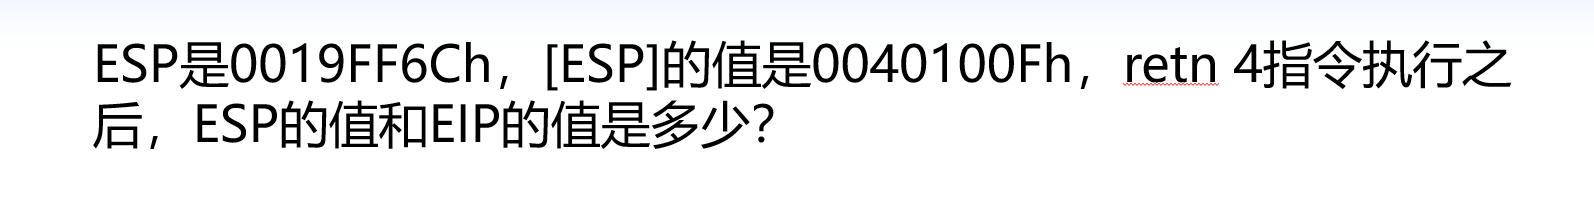 ESP是0019FF6Ch，[ESP]的值是0040100Fh，retn 4指令执行之
后，ESP的值和EIP的值是多少？